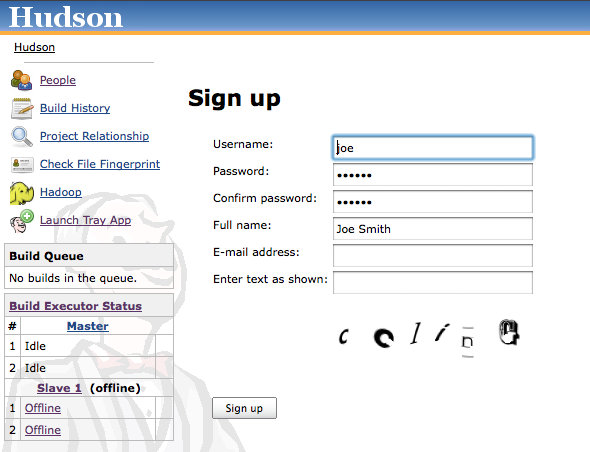 Hudson
Hudson
People
Build History
Project Relationship
Check File Fingerprint
Hadoop
Launch Tray App
Build Queue
No builds in the queue.
Build Executor Status
# Master
1 Idle
2 Idle
Slave 1 (offline)
1 Offline
2 Offline
Sign up
Username: joe
Password: ••••••
Confirm password: ••••••
Full name: Joe Smith
E-mail address:
Enter text as shown:
Sign up